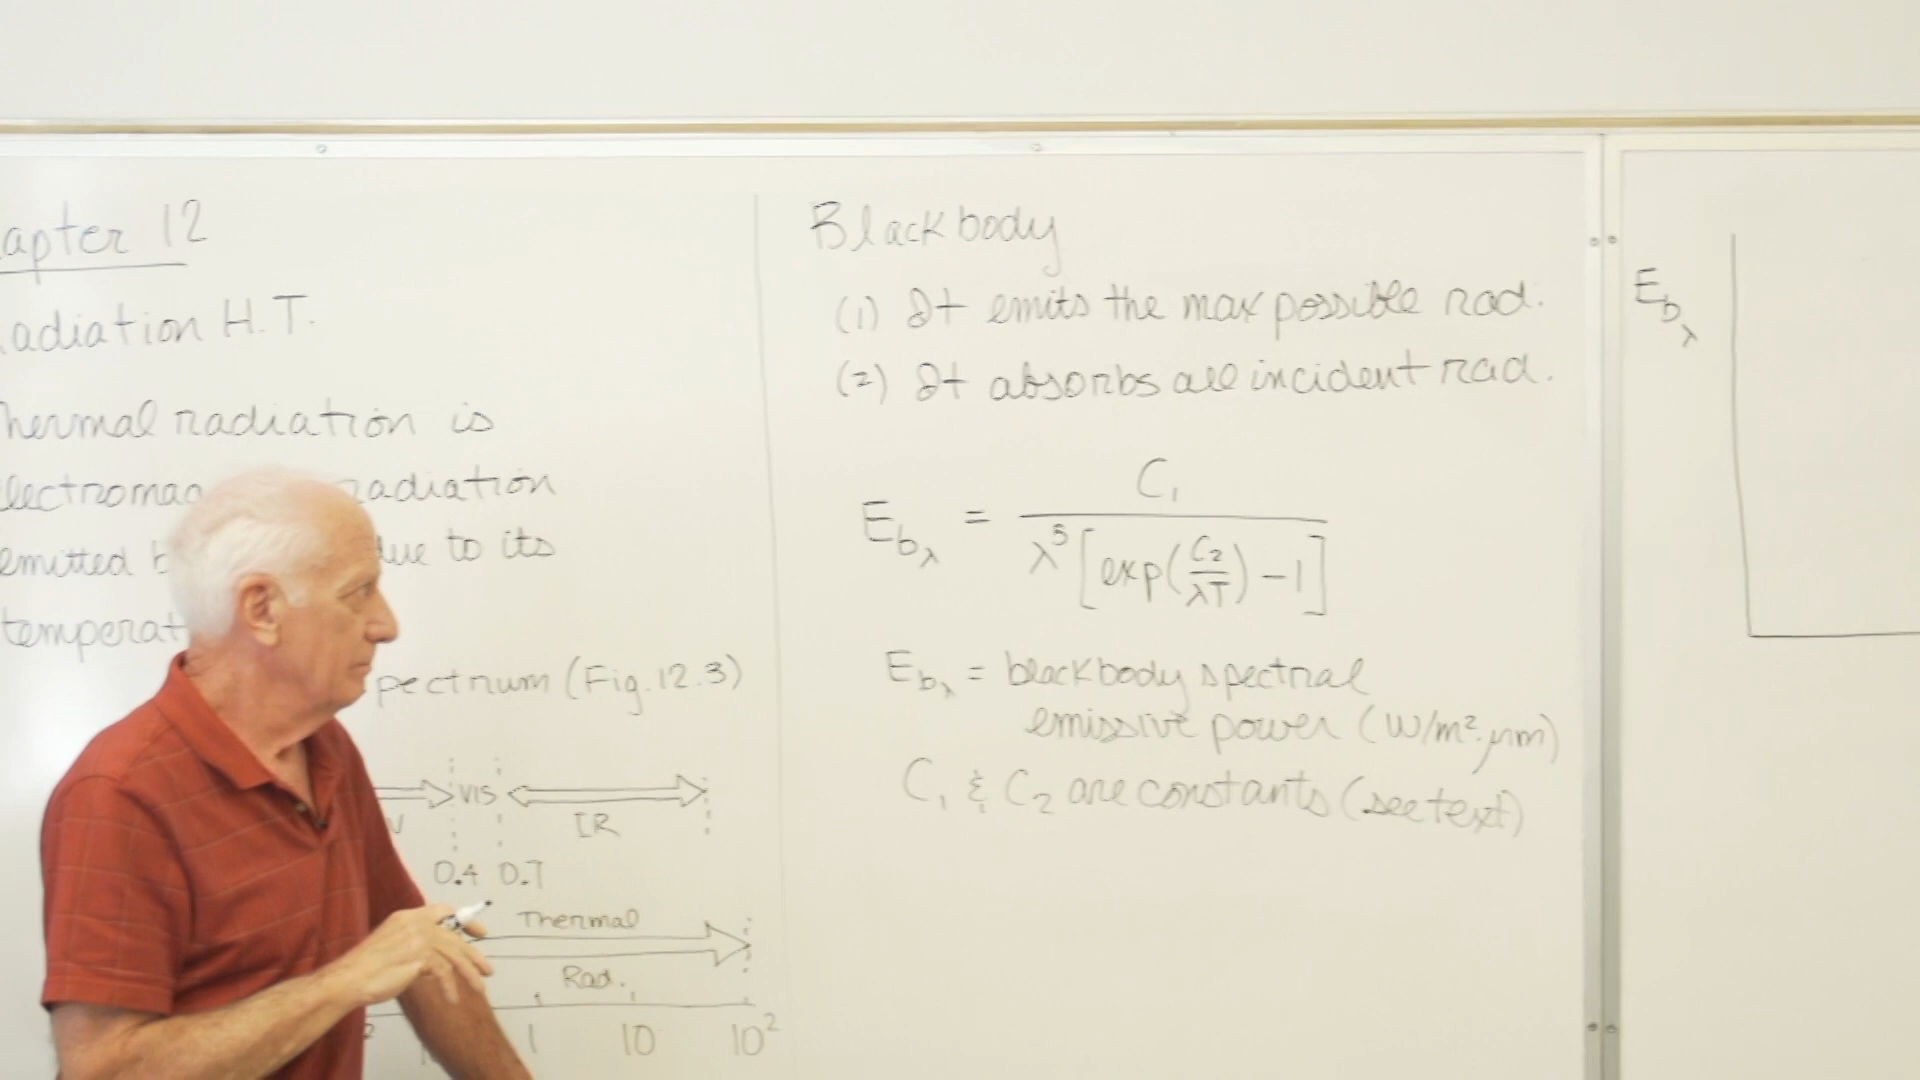 apter 12
adiation H.T.
hermal radiation is
lectromag radiation
emitted b due to its
temperat
pectrum (Fig. 12.3)
VIS
IR
0.4 0.7
Thermal
Rad.
1 10 10²
Blackbody
(1) It emits the max possible rad.
(2) It absorbs all incident rad.
E_bλ = C₁ / λ⁵ [exp(C₂/λT) - 1]
E_bλ = blackbody spectral
emissive power (W/m²·μm)
C₁ & C₂ are constants (see text)
E_bλ